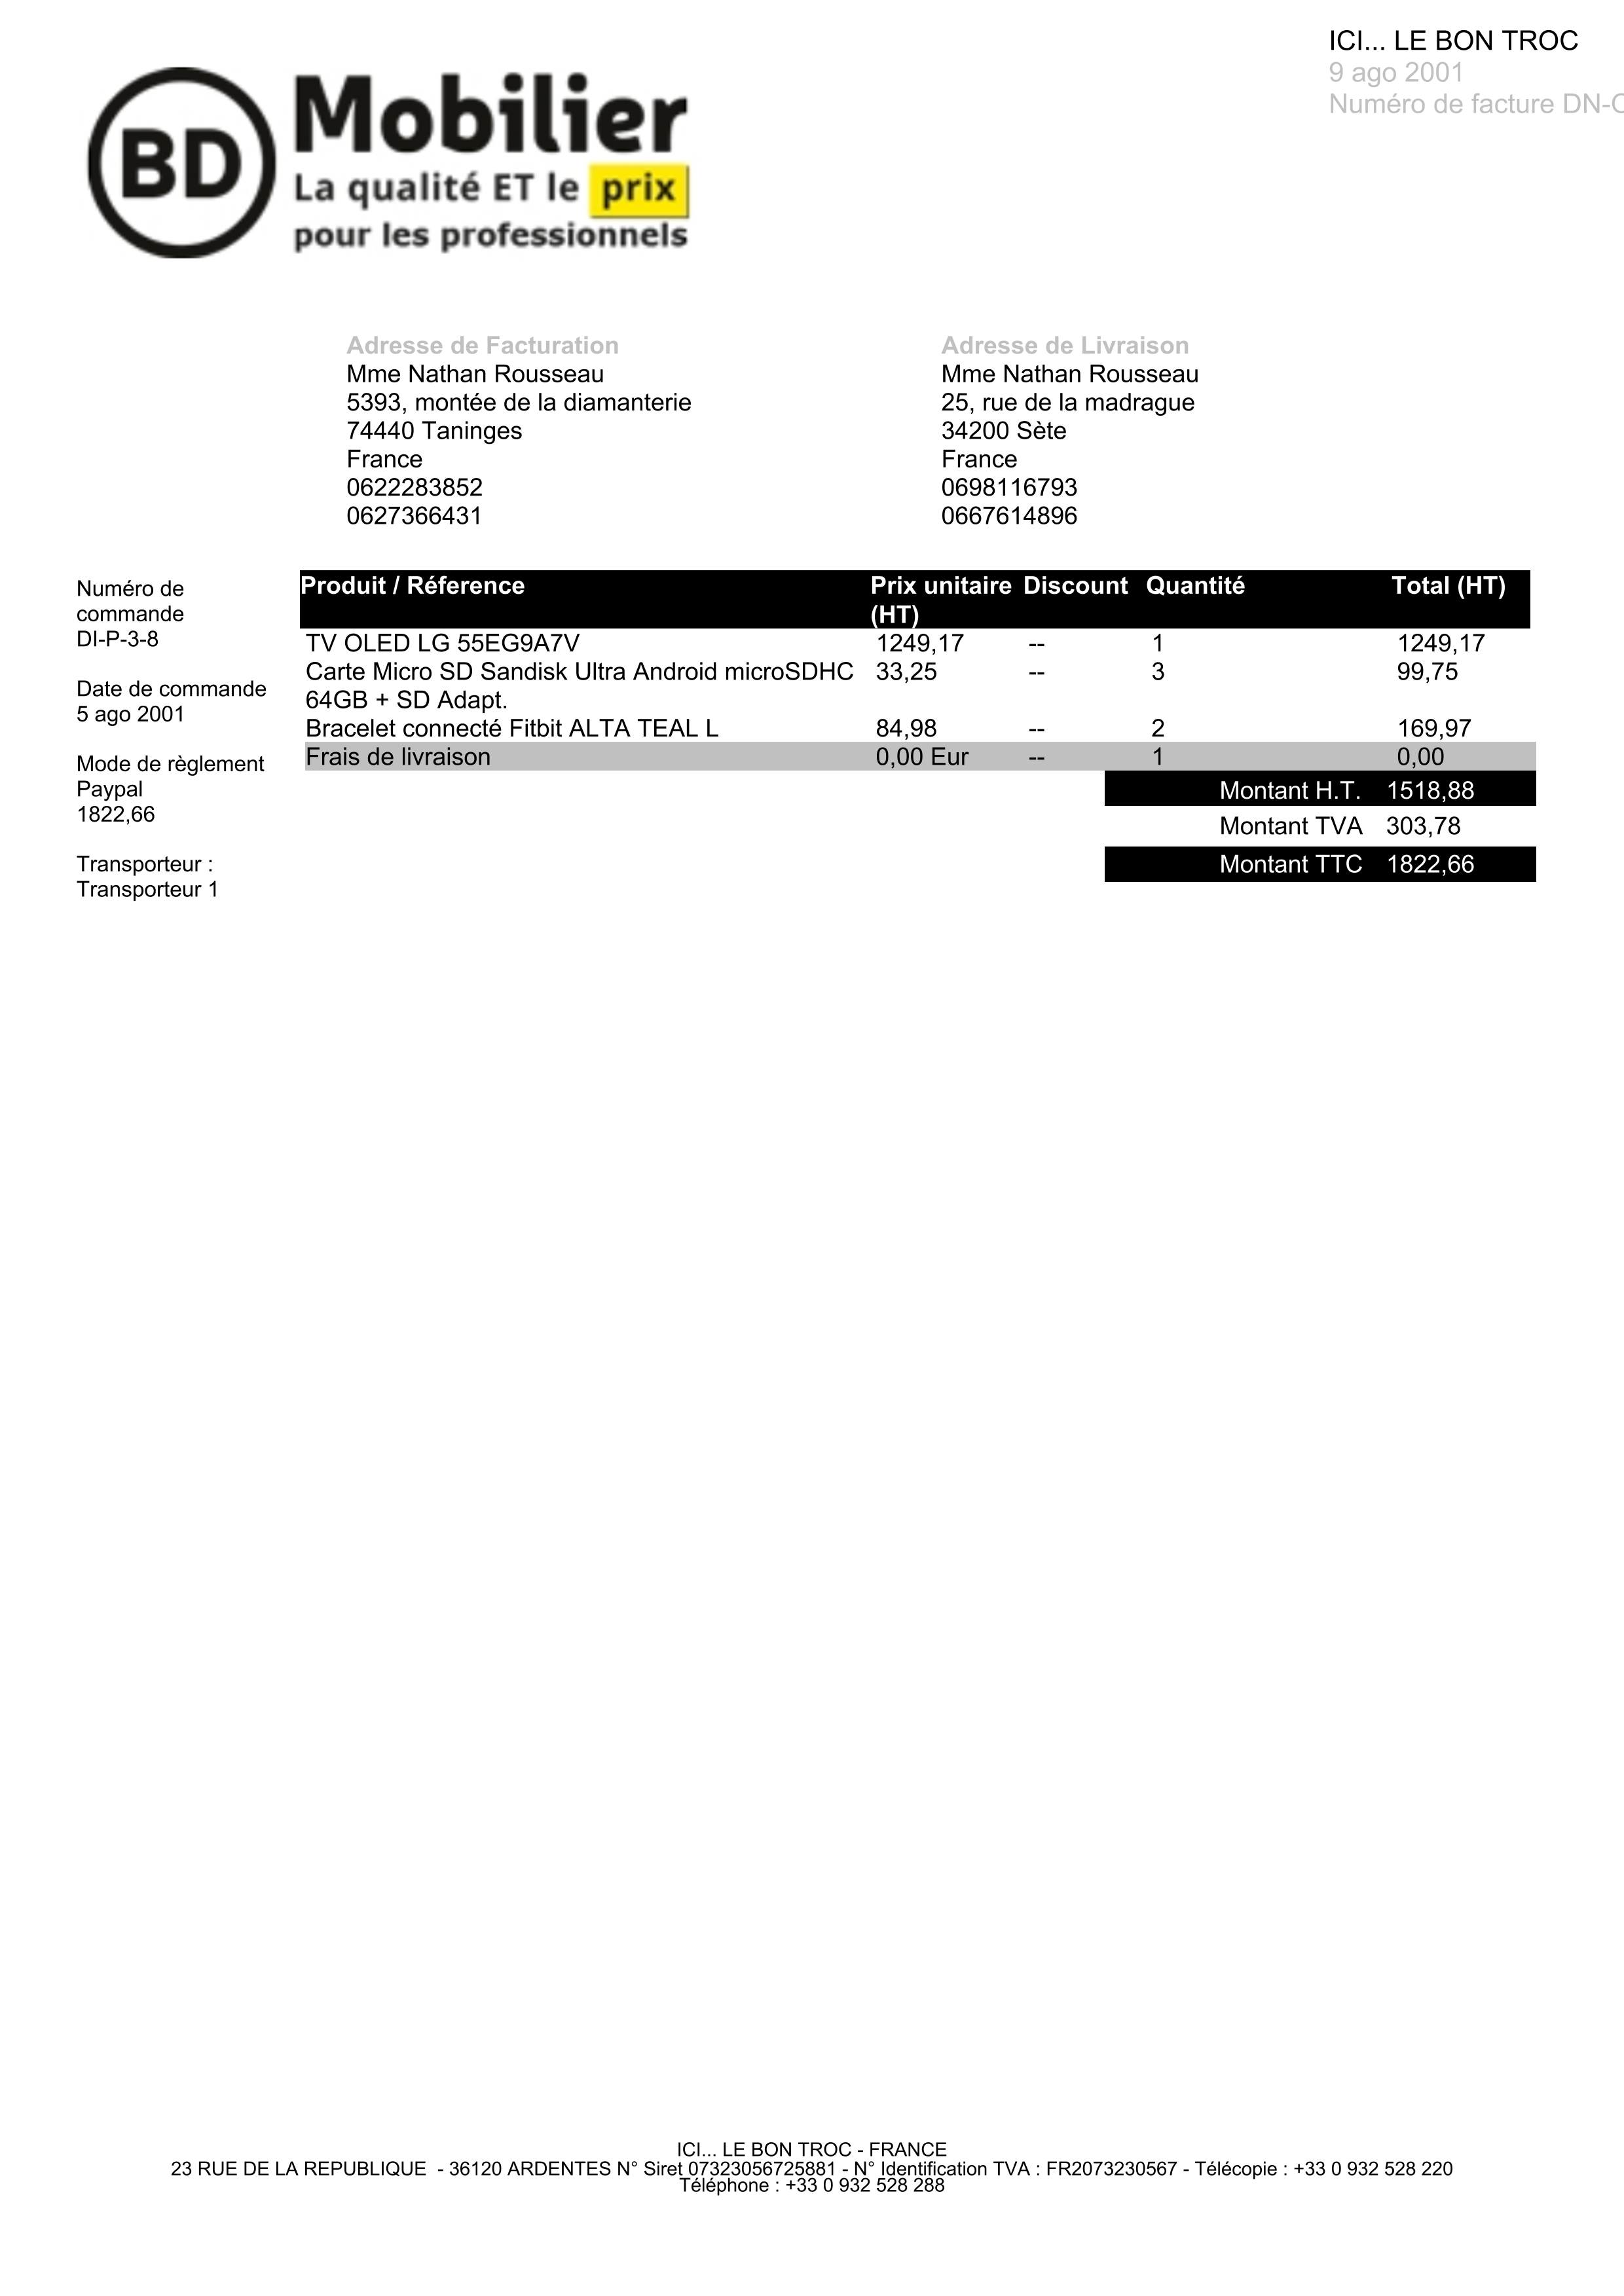 ICI... LE BON TROC
9 ago 2001
Numéro de facture
BD
Mobilier
La qualité ET le prix
pour les professionnels
Adresse de Facturation
Mme Nathan Rousseau
5393, montée de la diamanterie
74440 Taninges
France
0622283852
0627366431
Adresse de Livraison
Mme Nathan Rousseau
25, rue de la madrague
34200 Sète
France
0698116793
0667614896
Numéro de
commande
DI-P-3-8
Date de commande
5 ago 2001
Mode de règlement
Paypal
1822,66
Transporteur :
Transporteur 1
Produit / Réference Prix unitaire Discount Quantité Total (HT)
(HT)
TV OLED LG 55EG9A7V 1249,17 -- 1 1249,17
Carte Micro SD Sandisk Ultra Android microSDHC 33,25 -- 3 99,75
64GB + SD Adapt.
Bracelet connecté Fitbit ALTA TEAL L 84,98 -- 2 169,97
Frais de livraison 0,00 Eur -- 1 0,00
Montant H.T. 1518,88
Montant TVA 303,78
Montant TTC 1822,66
ICI... LE BON TROC - FRANCE
23 RUE DE LA REPUBLIQUE - 36120 ARDENTES N° Siret 07323056725881 - N° Identification TVA : FR2073230567 - Télécopie : +33 0 932 528 220
Téléphone : +33 0 932 528 288